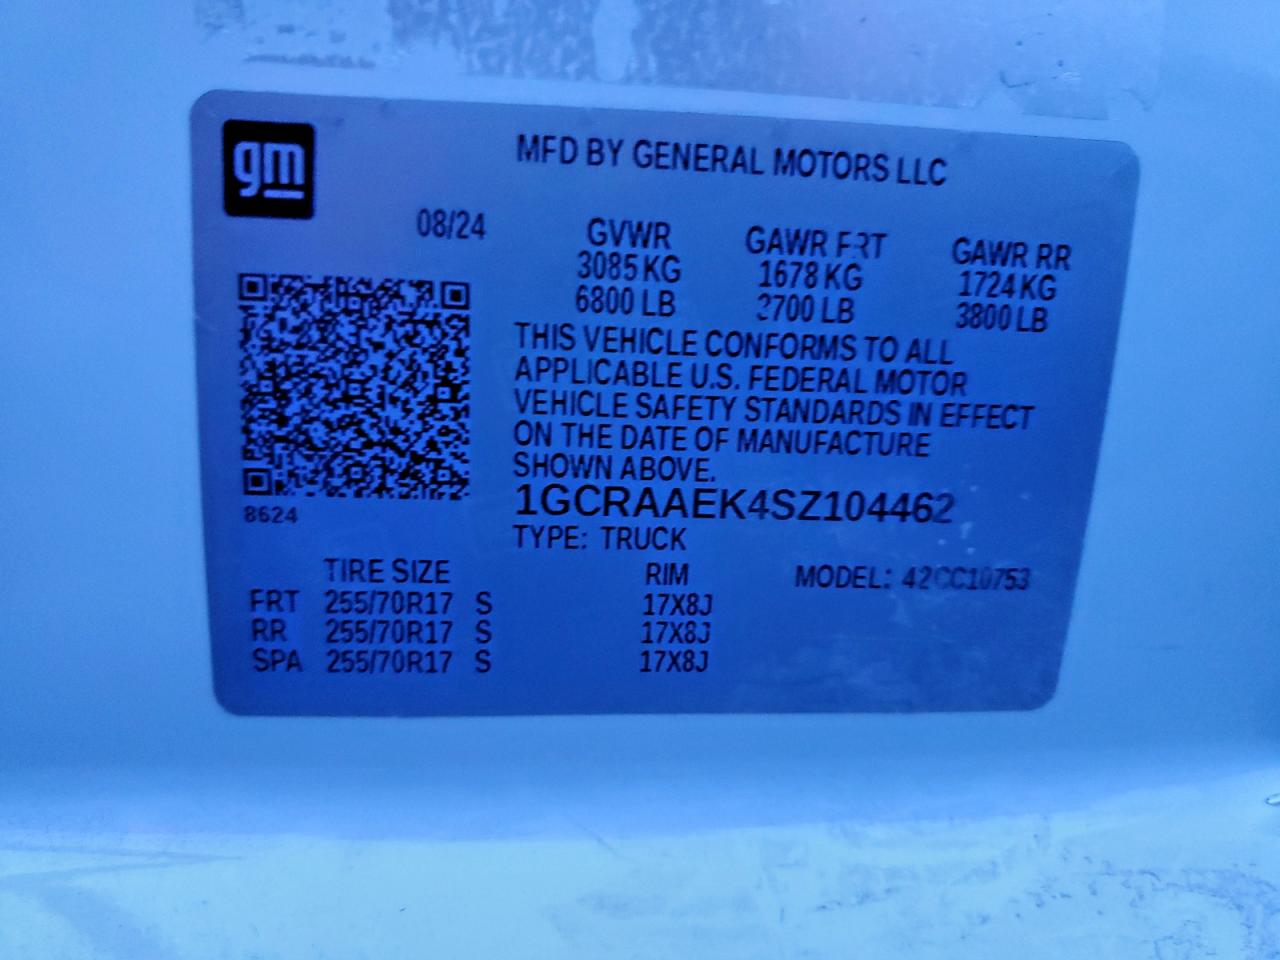 gm
MFD BY GENERAL MOTORS LLC
08/24 GVWR GAWR FRT GAWR RR
3085 KG 1678 KG 1724 KG
6800 LB 3700 LB 3800 LB
THIS VEHICLE CONFORMS TO ALL
APPLICABLE U.S. FEDERAL MOTOR
VEHICLE SAFETY STANDARDS IN EFFECT
ON THE DATE OF MANUFACTURE
SHOWN ABOVE.
8624
1GCRAAEK4SZ104462
TYPE: TRUCK
TIRE SIZE RIM MODEL: 42CC10753
FRT 255/70R17 S 17X8J
RR 255/70R17 S 17X8J
SPA 255/70R17 S 17X8J